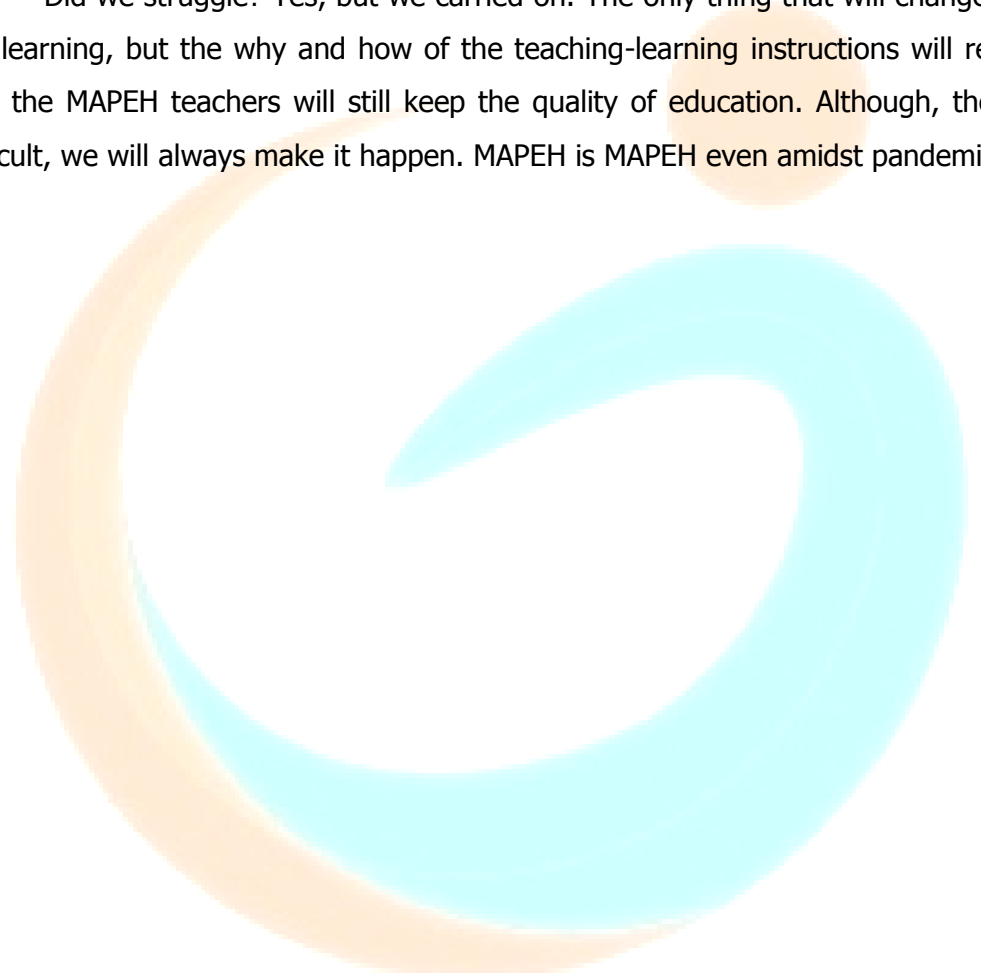 Did we struggle? Yes, but we carried on. The only thing that will change
learning, but the why and how of the teaching-learning instructions will re
the MAPEH teachers will still keep the quality of education. Although, the
cult, we will always make it happen. MAPEH is MAPEH even amidst pandemi